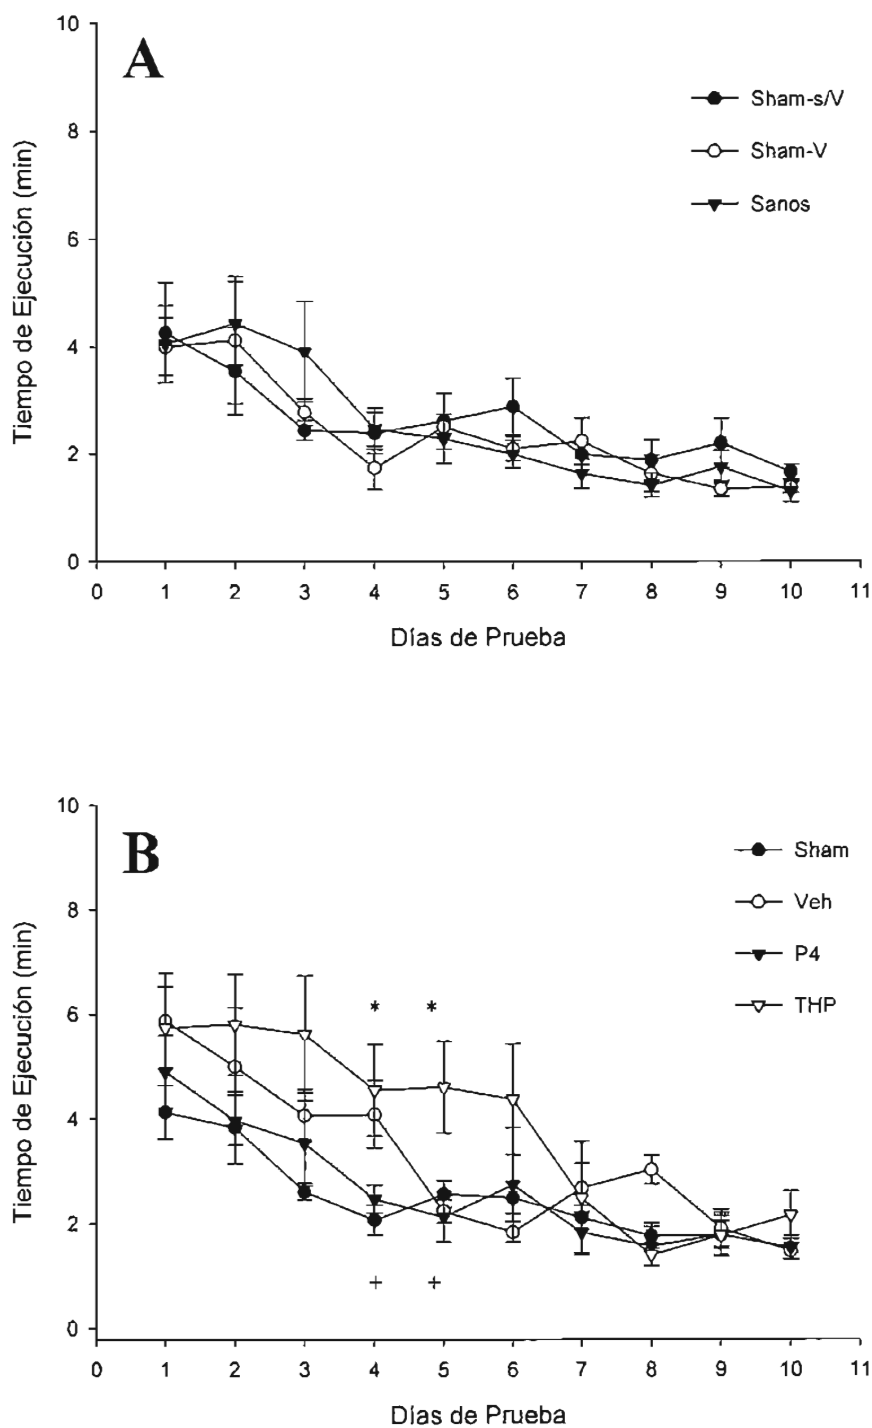 A
10
8
6
4
2
0
Tiempo de Ejecución (min)
Sham-s/V
Sham-V
Sanos
0 1 2 3 4 5 6 7 8 9 10 11
Días de Prueba
B
10
8
6
4
2
0
Tiempo de Ejecución (min)
Sham
Veh
P4
THP
* *
+ +
0 1 2 3 4 5 6 7 8 9 10 11
Días de Prueba